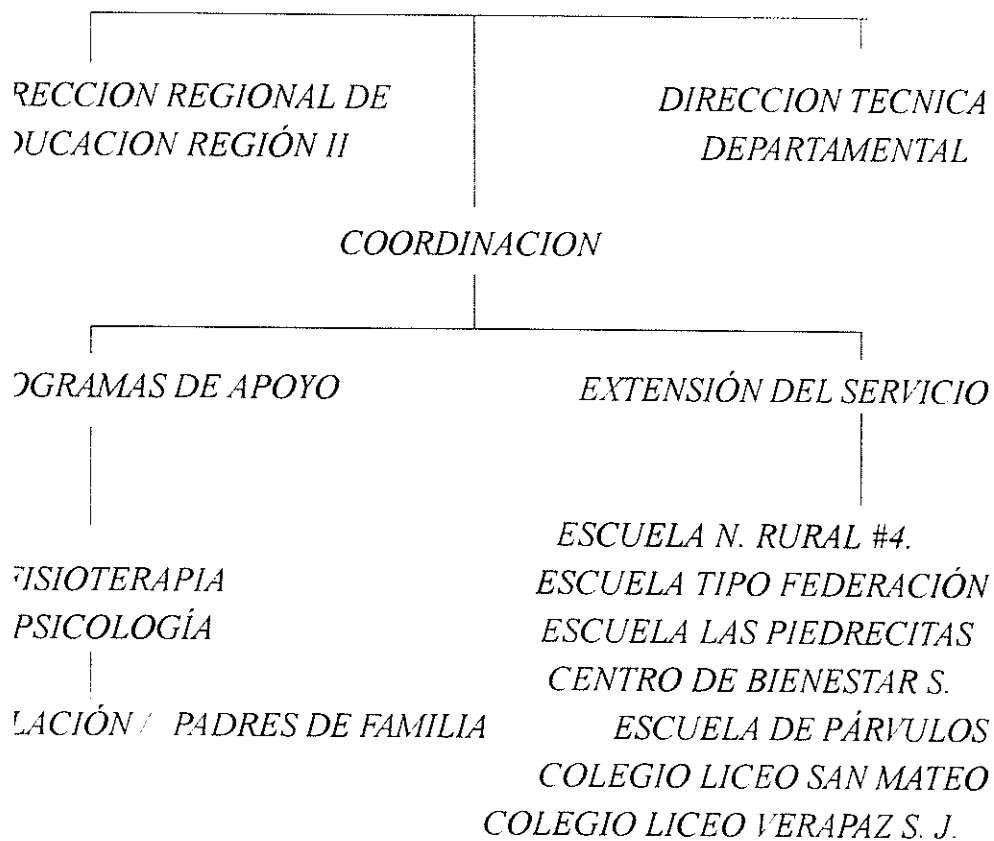 RECCION REGIONAL DE
UCACION REGIÓN II
DIRECCION TECNICA
DEPARTAMENTAL
COORDINACION
OGRAMAS DE APOYO
EXTENSIÓN DEL SERVICIO
FISIOTERAPIA
PSICOLOGÍA
LACIÓN / PADRES DE FAMILIA
ESCUELA N. RURAL #4.
ESCUELA TIPO FEDERACIÓN
ESCUELA LAS PIEDRECITAS
CENTRO DE BIENESTAR S.
ESCUELA DE PÁRVULOS
COLEGIO LICEO SAN MATEO
COLEGIO LICEO VERAPAZ S. J.